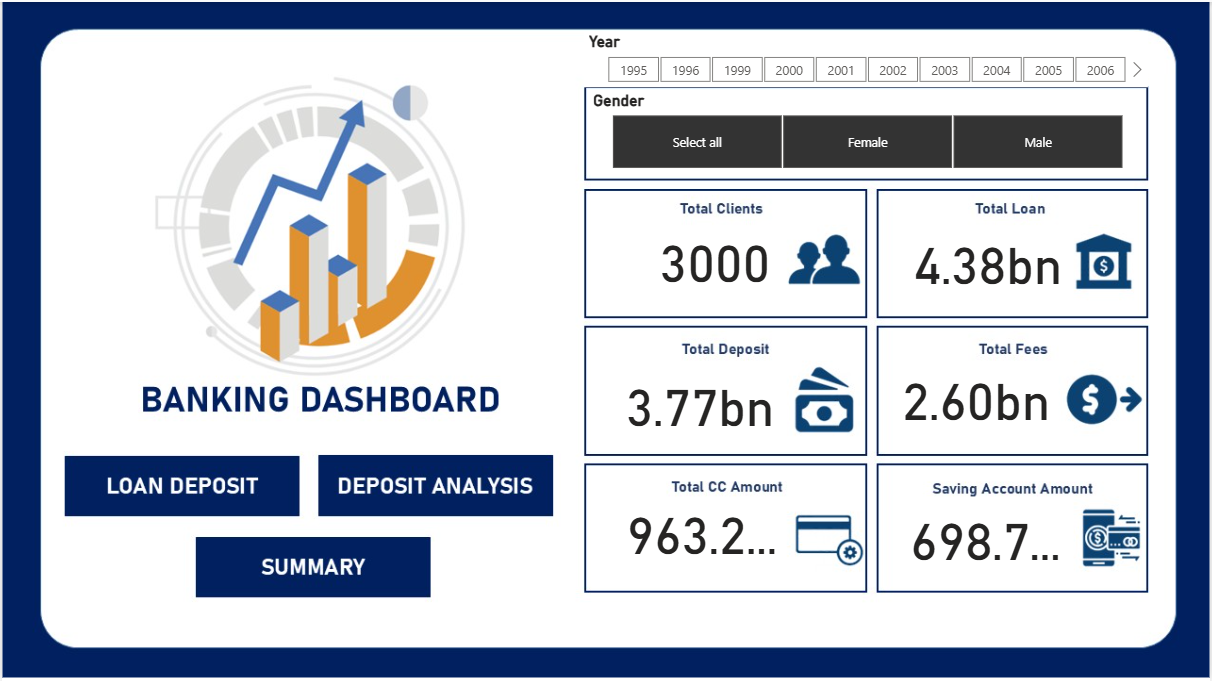 Year
1995 1996 1999 2000 2001 2002 2003 2004 2005 2006
Gender
Select all Female Male
Total Clients
3000
Total Loan
4.38bn
Total Deposit
3.77bn
Total Fees
2.60bn
Total CC Amount
963.2...
Saving Account Amount
698.7...
BANKING DASHBOARD
LOAN DEPOSIT
DEPOSIT ANALYSIS
SUMMARY